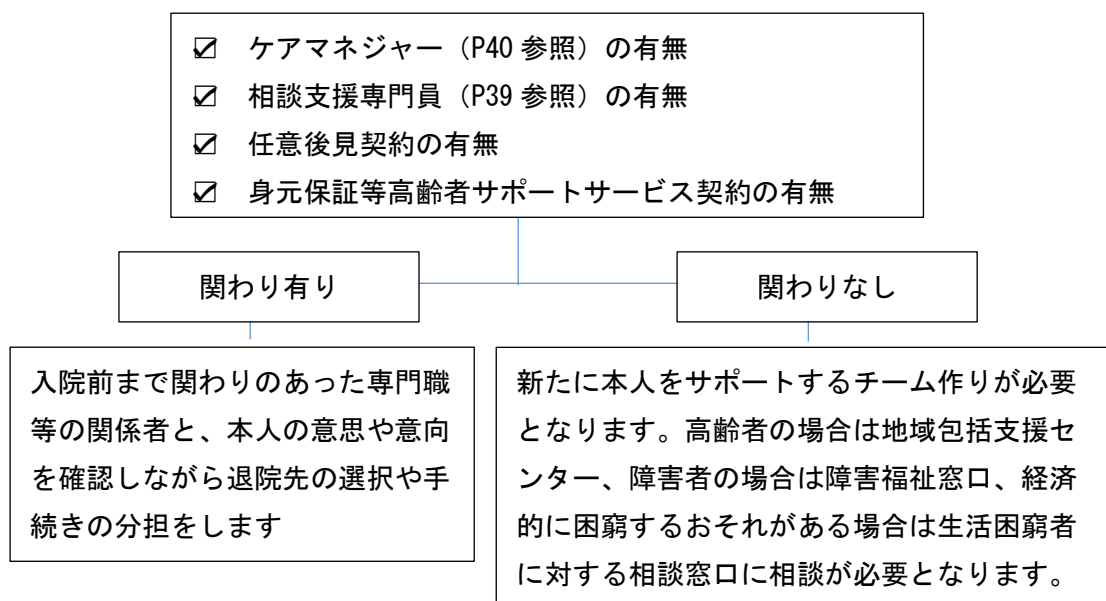 ☑ ケアマネジャー（P40 参照）の有無
☑ 相談支援専門員（P39 参照）の有無
☑ 任意後見契約の有無
☑ 身元保証等高齢者サポートサービス契約の有無
関わり有り
関わりなし
入院前まで関わりのあった専門職
等の関係者と、本人の意思や意向
を確認しながら退院先の選択や手
続きの分担をします
新たに本人をサポートするチーム作りが必要
となります。高齢者の場合は地域包括支援セ
ンター、障害者の場合は障害福祉窓口、経済
的に困窮するおそれがある場合は生活困窮者
に対する相談窓口に相談が必要となります。